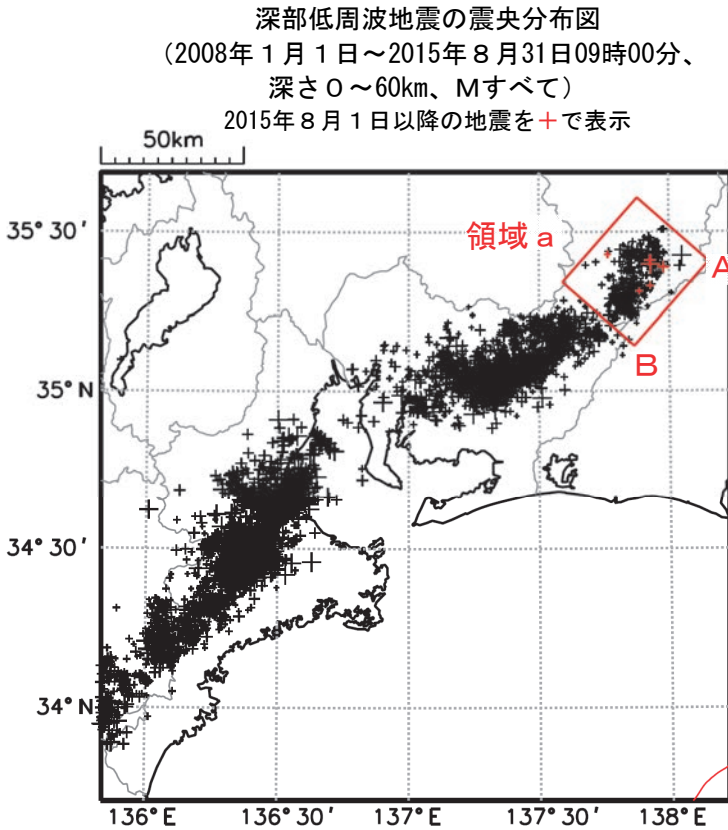 深部低周波地震の震央分布図
(2008年1月1日~2015年8月31日09時00分、
深さ0~60km、Mすべて)
2015年8月1日以降の地震を+で表示
50km
35°30′
領域a
A
B
35°N
34°30′
34°N
136°E 136°30′ 137°E 137°30′ 138°E